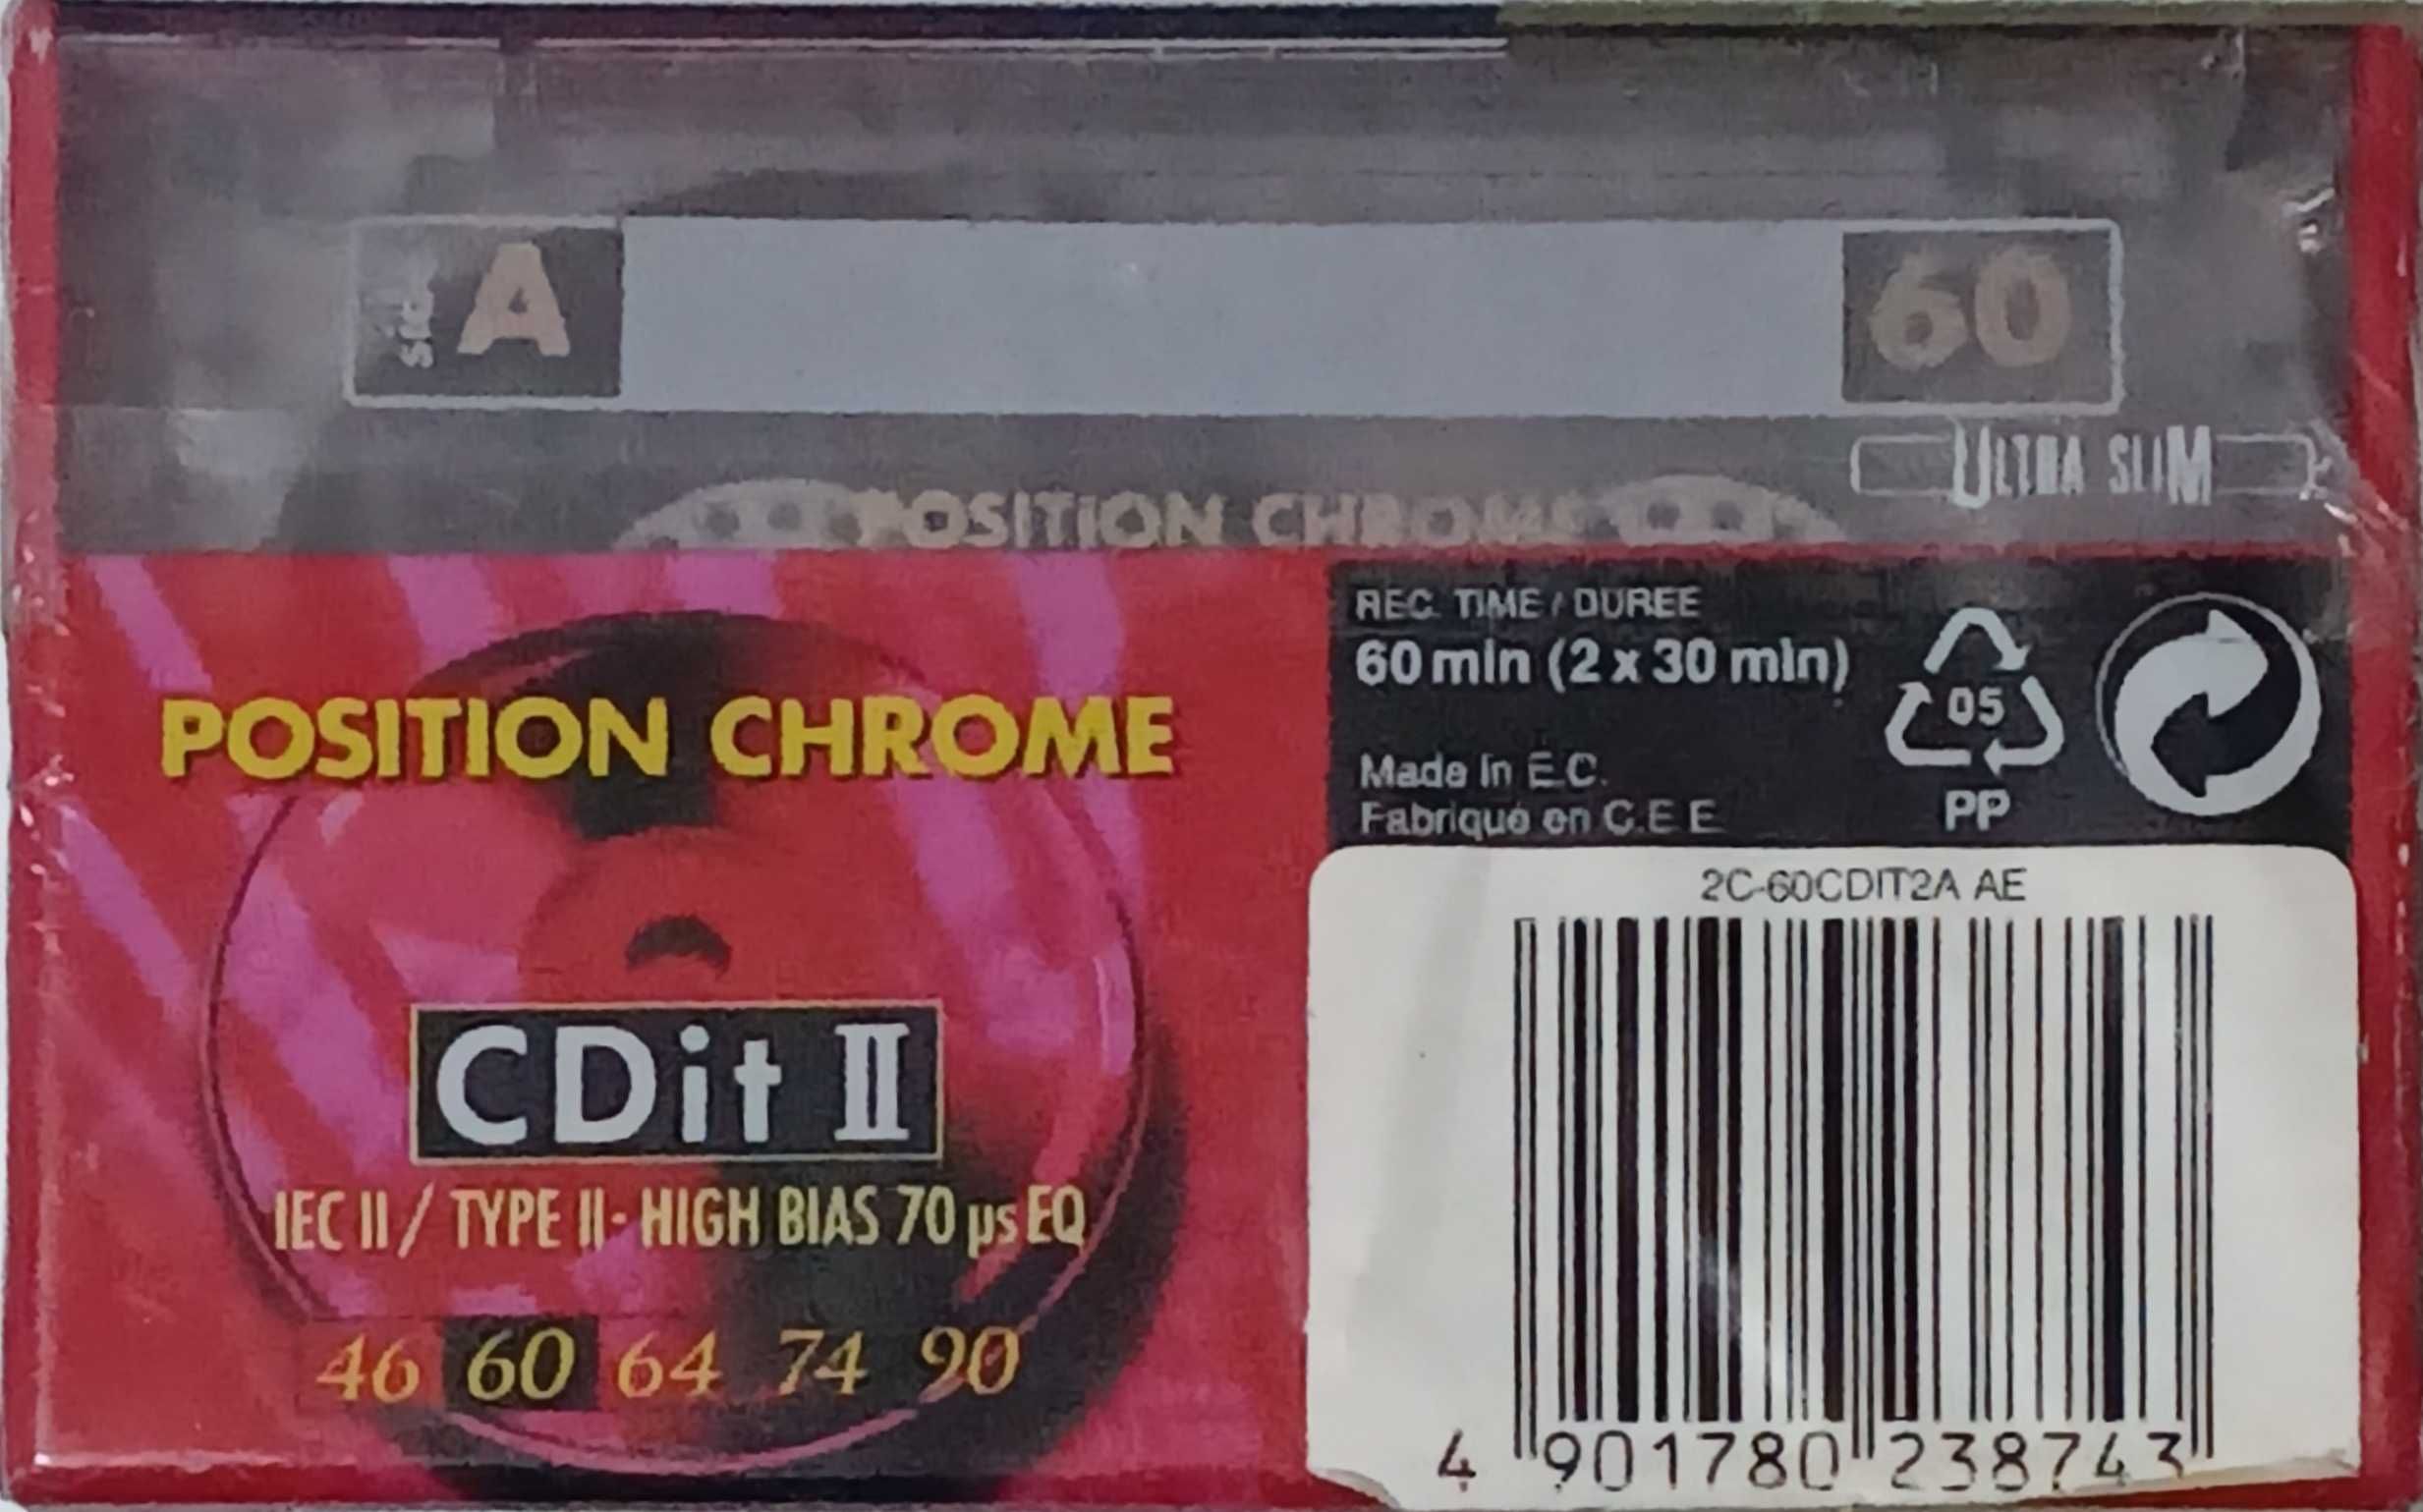 A
60
ULTRA SLIM
POSITION CHROME
POSITION CHROME
CDit II
IEC II / TYPE II - HIGH BIAS 70 µs EQ
46 60 64 74 90
REC. TIME / DUREE
60 min (2 x 30 min)
Made in E.C.
Fabriqué en C.E.E.
05
PP
2C-60CDIT2A AE
4 901780 238743